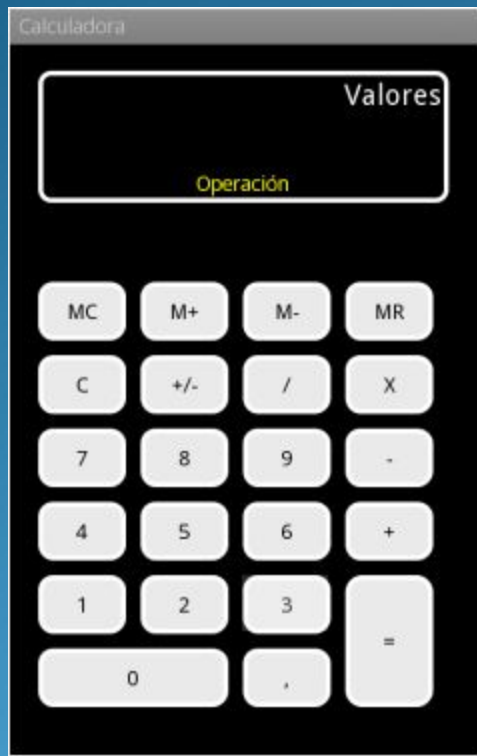 Calculadora
Valores
Operación
MC M+ M- MR
C +/- / X
7 8 9 -
4 5 6 +
1 2 3
=
0 ,